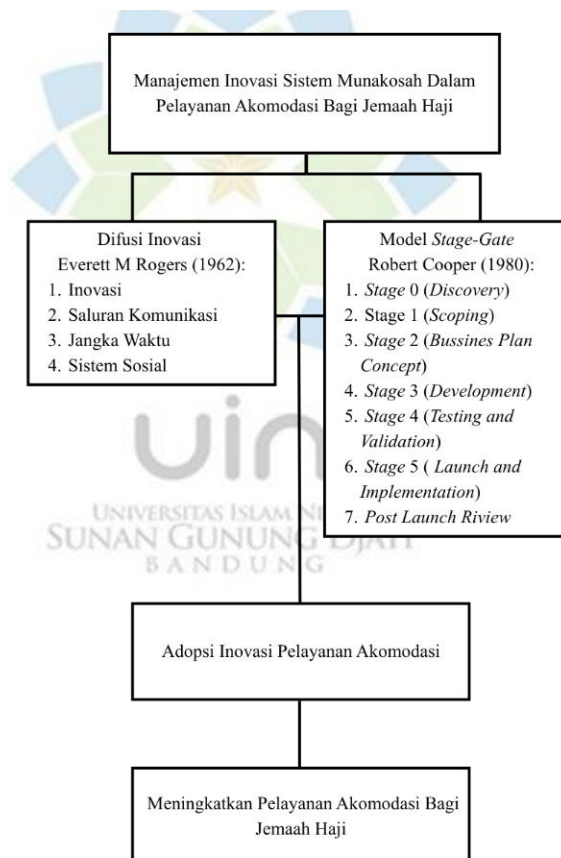 Manajemen Inovasi Sistem Munakosah Dalam
Pelayanan Akomodasi Bagi Jemaah Haji
Difusi Inovasi
Everett M Rogers (1962):
1. Inovasi
2. Saluran Komunikasi
3. Jangka Waktu
4. Sistem Sosial
Model Stage-Gate
Robert Cooper (1980):
1. Stage 0 (Discovery)
2. Stage 1 (Scoping)
3. Stage 2 (Bussines Plan
Concept)
4. Stage 3 (Development)
5. Stage 4 (Testing and
Validation)
6. Stage 5 ( Launch and
Implementation)
7. Post Launch Riview
uin
UNIVERSITAS ISLAM
SUNAN GUNUNG DJATI
BANDUNG
Adopsi Inovasi Pelayanan Akomodasi
Meningkatkan Pelayanan Akomodasi Bagi
Jemaah Haji